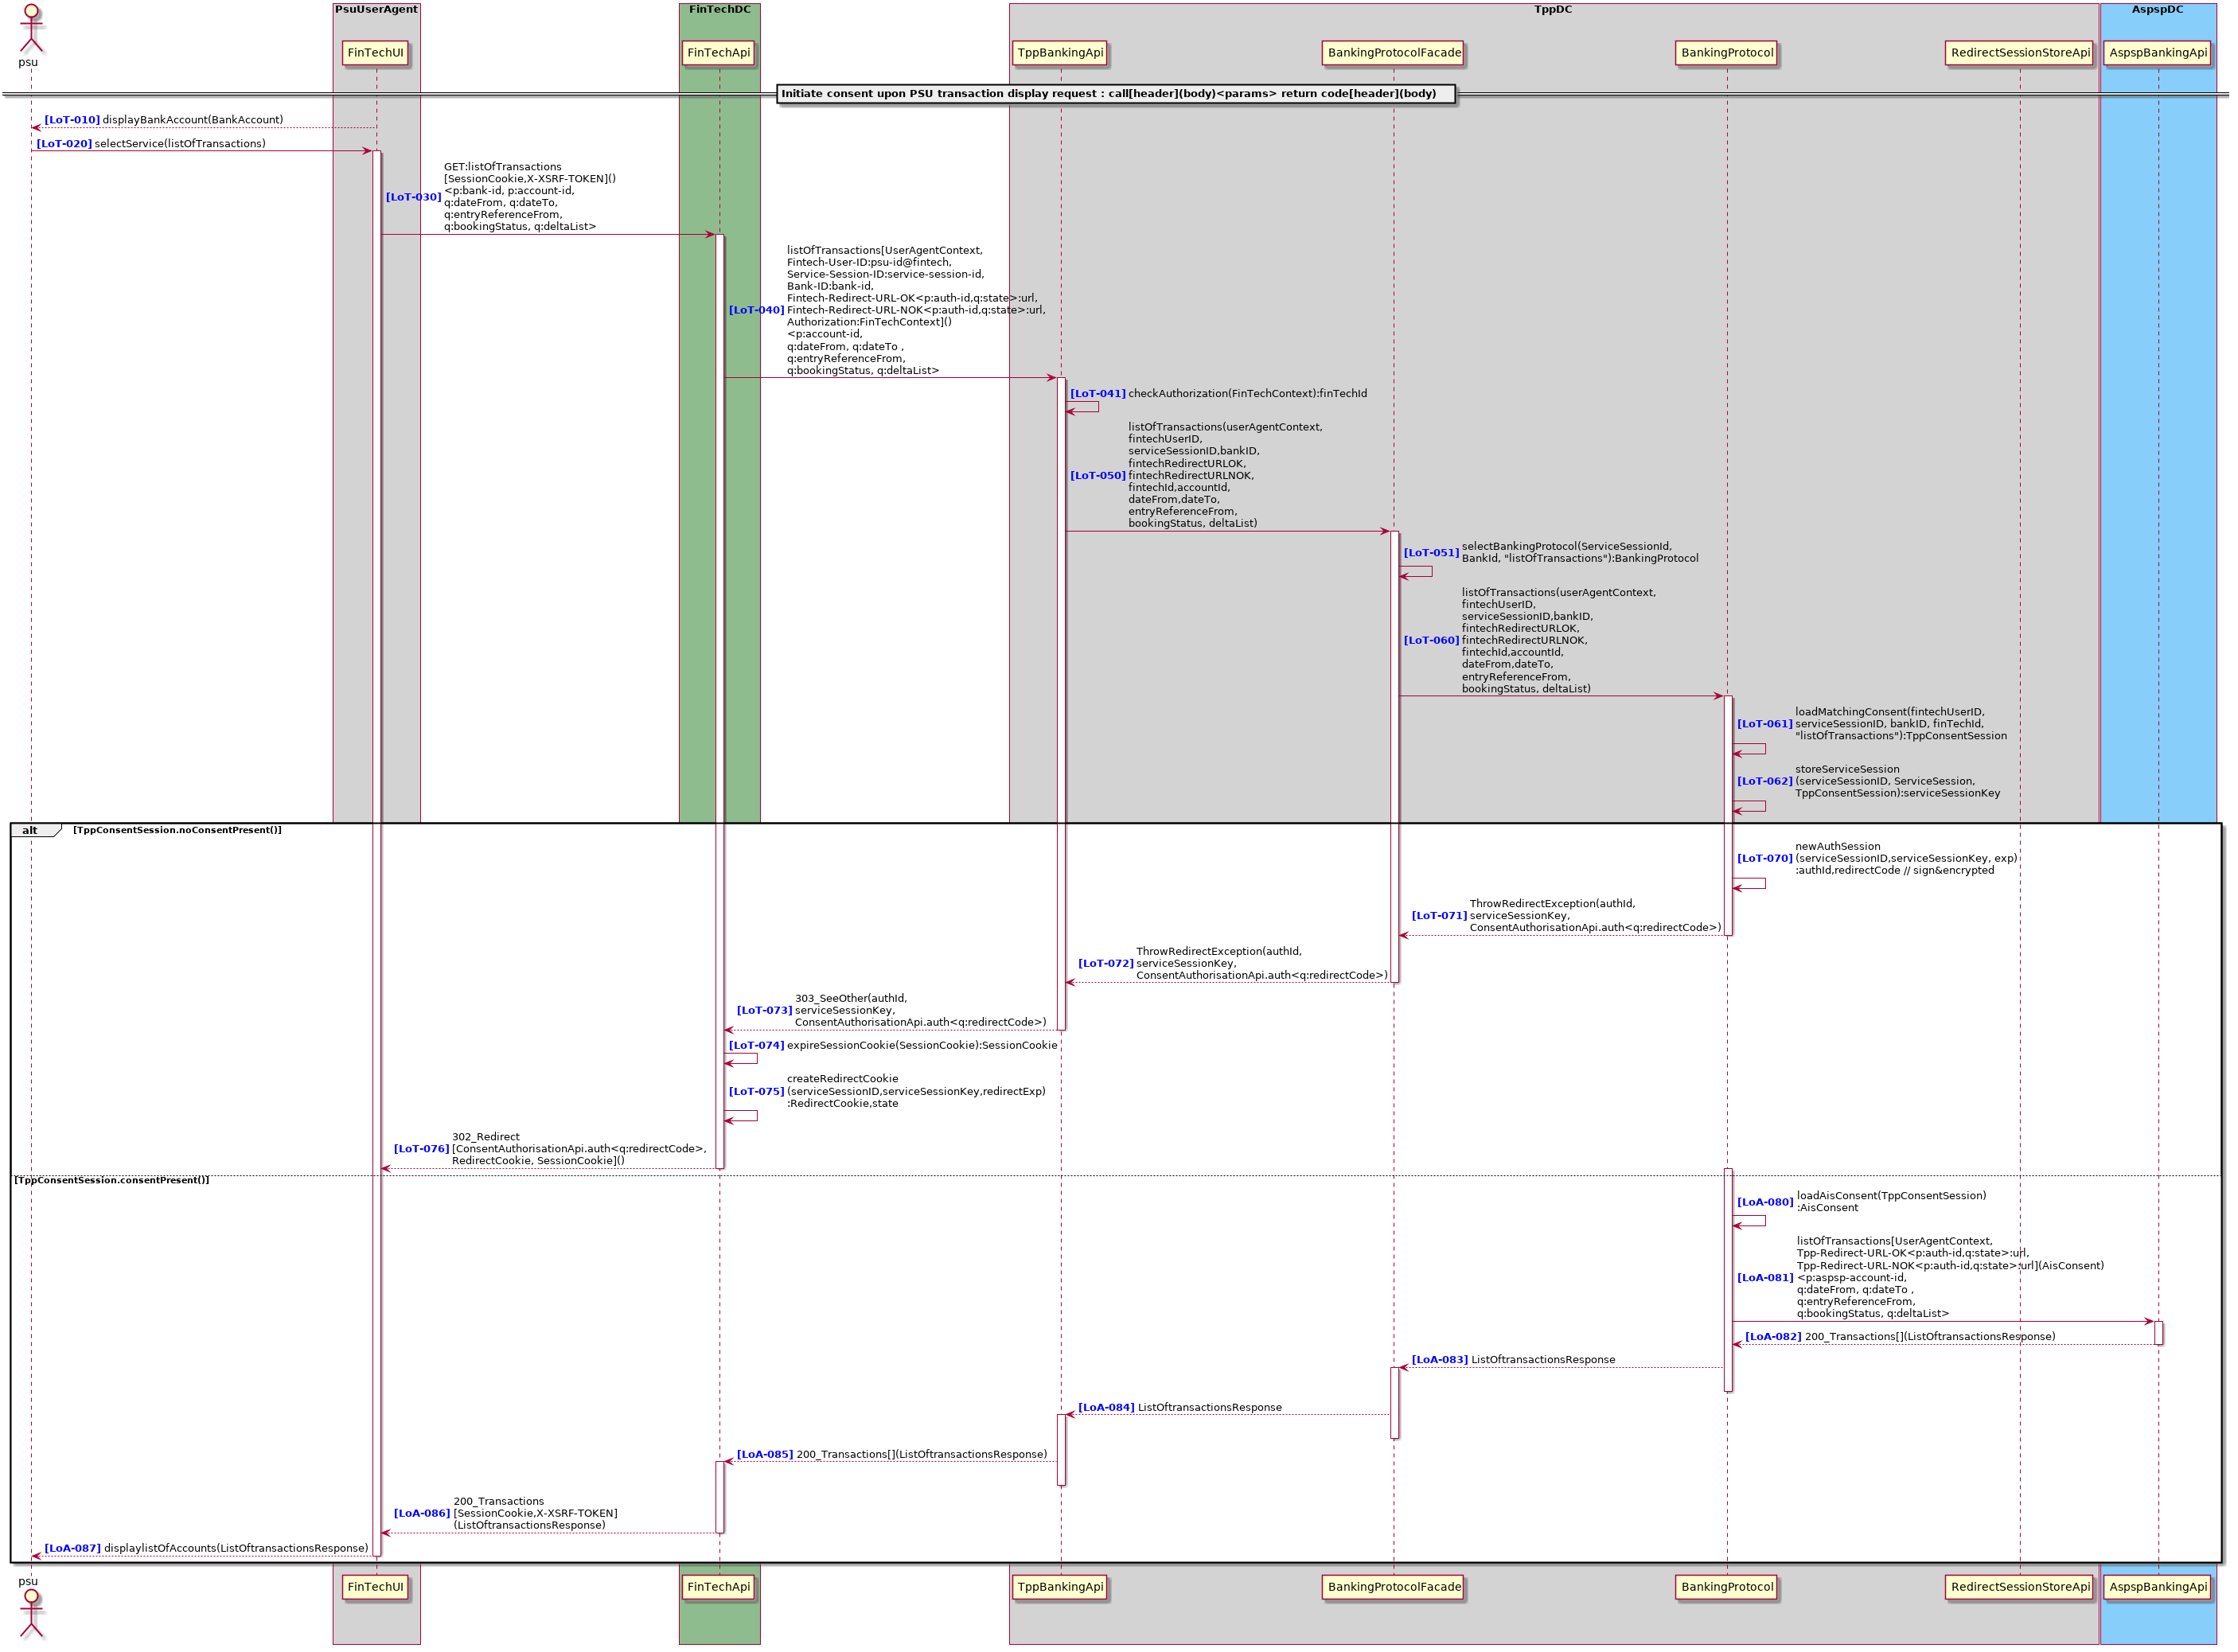 PsuUserAgent
FinTechDC
TppDC
AspspDC
psu
FinTechUI
FinTechApi
TppBankingApi
BankingProtocolFacade
BankingProtocol
RedirectSessionStoreApi
AspspBankingApi
Initiate consent upon PSU transaction display request : call[header](body)<params> return code[header](body)
[LoT-010] displayBankAccount(BankAccount)
[LoT-020] selectService(listOfTransactions)
GET:listOfTransactions
[SessionCookie,X-XSRF-TOKEN]()
<p:bank-id, p:account-id,
[LoT-030]
q:dateFrom, q:dateTo,
q:entryReferenceFrom,
q:bookingStatus, q:deltaList>
listOfTransactions[UserAgentContext,
Fintech-User-ID:psu-id@fintech,
Service-Session-ID:service-session-id,
Bank-ID:bank-id,
Fintech-Redirect-URL-OK<p:auth-id,q:state>:url,
[LoT-040] Fintech-Redirect-URL-NOK<p:auth-id,q:state>:url,
Authorization:FinTechContext]()
<p:account-id,
q:dateFrom, q:dateTo ,
q:entryReferenceFrom,
q:bookingStatus, q:deltaList>
[LoT-041] checkAuthorization(FinTechContext):finTechId
listOfTransactions(userAgentContext,
fintechUserID,
serviceSessionID,bankID,
fintechRedirectURLOK,
[LoT-050] fintechRedirectURLNOK,
fintechId,accountId,
dateFrom,dateTo,
entryReferenceFrom,
bookingStatus, deltaList)
[LoT-051] selectBankingProtocol(ServiceSessionId,
BankId, "listOfTransactions"):BankingProtocol
listOfTransactions(userAgentContext,
fintechUserID,
serviceSessionID,bankID,
fintechRedirectURLOK,
[LoT-060] fintechRedirectURLNOK,
fintechId,accountId,
dateFrom,dateTo,
entryReferenceFrom,
bookingStatus, deltaList)
loadMatchingConsent(fintechUserID,
[LoT-061] serviceSessionID, bankID, finTechId,
"listOfTransactions"):TppConsentSession
storeServiceSession
[LoT-062] (serviceSessionID, ServiceSession,
TppConsentSession):serviceSessionKey
alt [TppConsentSession.noConsentPresent()]
newAuthSession
[LoT-070] (serviceSessionID,serviceSessionKey, exp)
:authId,redirectCode // sign&encrypted
ThrowRedirectException(authId,
[LoT-071] serviceSessionKey,
ConsentAuthorisationApi.auth<q:redirectCode>)
ThrowRedirectException(authId,
[LoT-072] serviceSessionKey,
ConsentAuthorisationApi.auth<q:redirectCode>)
303_SeeOther(authId,
[LoT-073] serviceSessionKey,
ConsentAuthorisationApi.auth<q:redirectCode>)
[LoT-074] expireSessionCookie(SessionCookie):SessionCookie
createRedirectCookie
[LoT-075] (serviceSessionID,serviceSessionKey,redirectExp)
:RedirectCookie,state
302_Redirect
[LoT-076] [ConsentAuthorisationApi.auth<q:redirectCode>,
RedirectCookie, SessionCookie]()
[TppConsentSession.consentPresent()]
[LoA-080] loadAisConsent(TppConsentSession)
:AisConsent
listOfTransactions[UserAgentContext,
Tpp-Redirect-URL-OK<p:auth-id,q:state>:url,
Tpp-Redirect-URL-NOK<p:auth-id,q:state>:url](AisConsent)
[LoA-081] <p:aspsp-account-id,
q:dateFrom, q:dateTo ,
q:entryReferenceFrom,
q:bookingStatus, q:deltaList>
[LoA-082] 200_Transactions[](ListOftransactionsResponse)
[LoA-083] ListOftransactionsResponse
[LoA-084] ListOftransactionsResponse
[LoA-085] 200_Transactions[](ListOftransactionsResponse)
200_Transactions
[LoA-086] [SessionCookie,X-XSRF-TOKEN]
(ListOftransactionsResponse)
[LoA-087] displaylistOfAccounts(ListOftransactionsResponse)
psu
FinTechUI
FinTechApi
TppBankingApi
BankingProtocolFacade
BankingProtocol
RedirectSessionStoreApi
AspspBankingApi